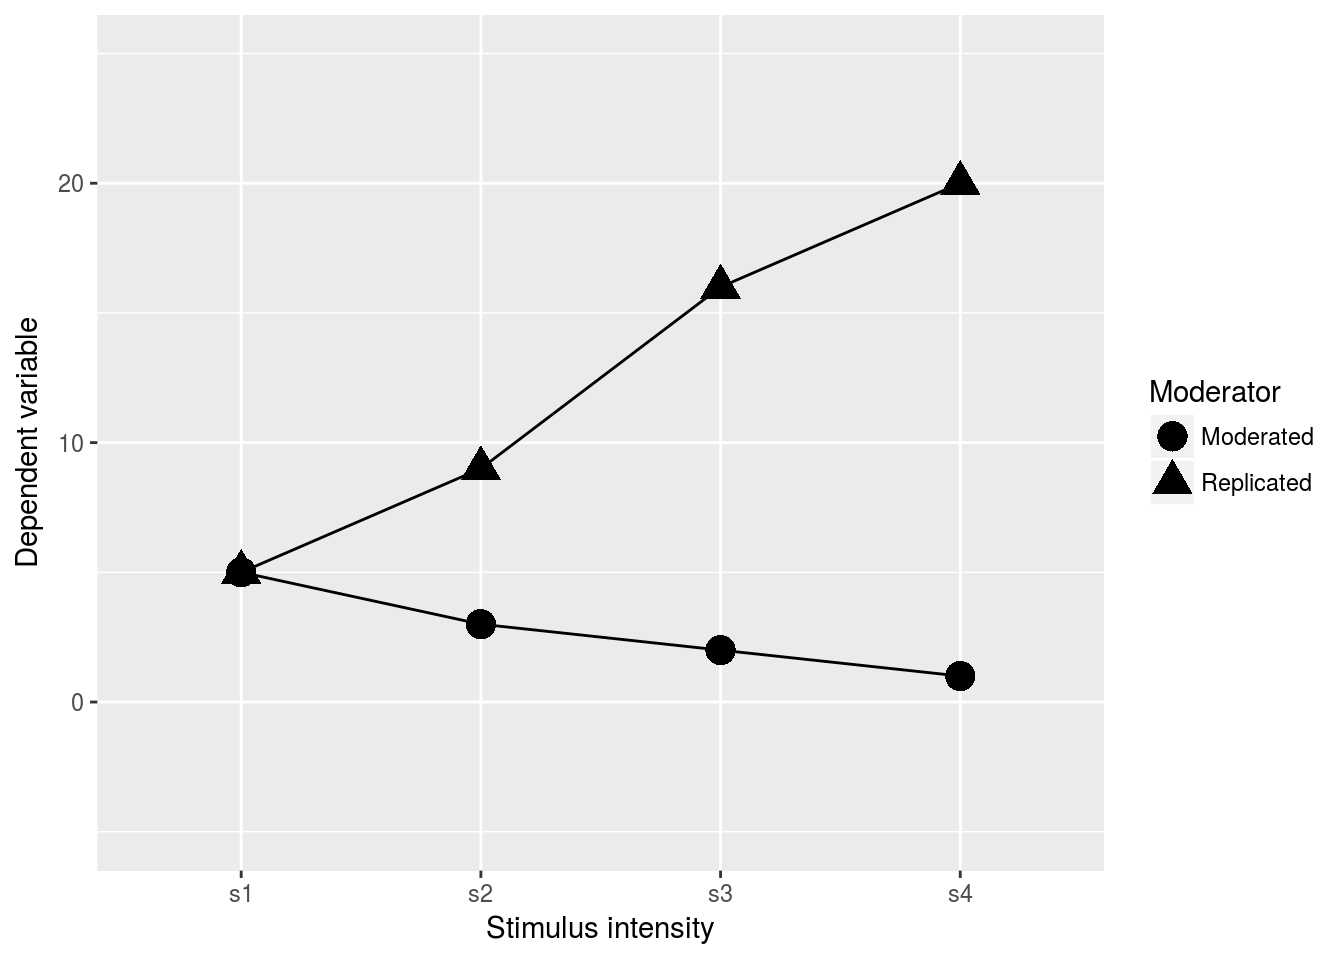 20
10
0
Dependent variable
s1 s2 s3 s4
Stimulus intensity
Moderator
Moderated
Replicated